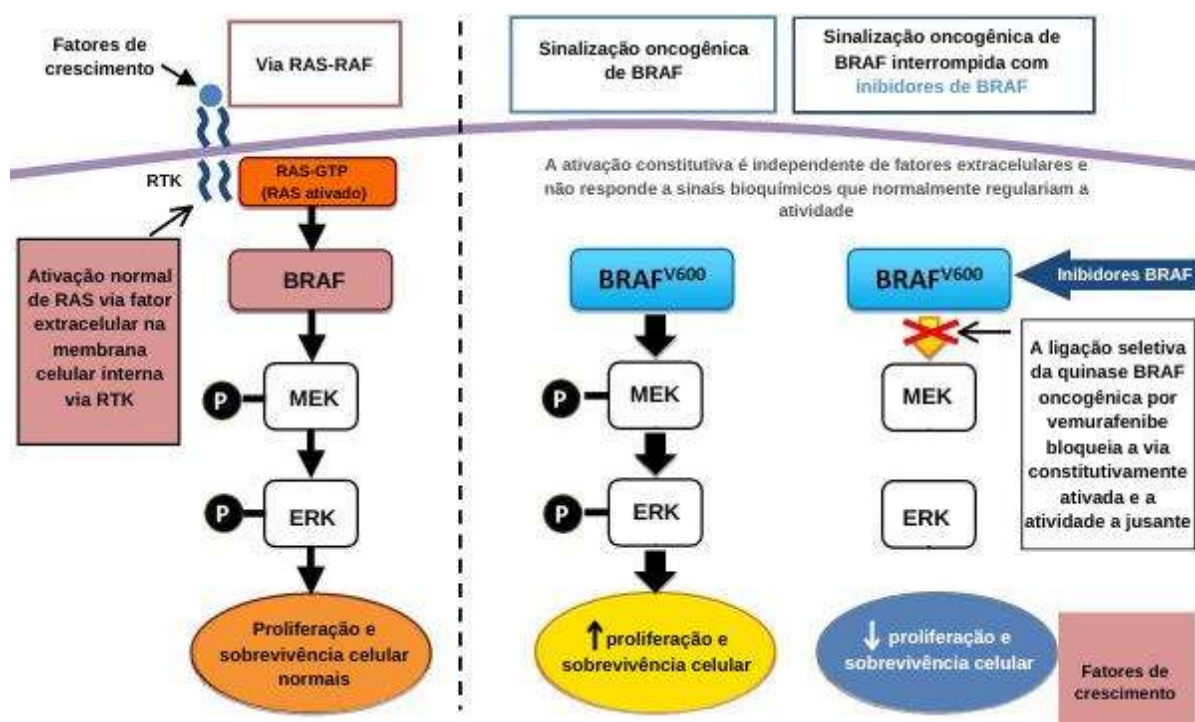 Fatores de
crescimento
Via RAS-RAF
Sinalização oncogênica
de BRAF
Sinalização oncogênica de
BRAF interrompida com
inibidores de BRAF
RTK
RAS-GTP
(RAS ativado)
A ativação constitutiva é independente de fatores extracelulares e
não responde a sinais bioquímicos que normalmente regulariam a
atividade
Ativação normal
de RAS via fator
extracelular na
membrana
celular interna
via RTK
BRAF
P
MEK
P
ERK
Proliferação e
sobrevivência celular
normais
BRAFV600
P
MEK
P
ERK
↑ proliferação e
sobrevivência celular
BRAFV600
Inibidores BRAF
MEK
ERK
A ligação seletiva
da quinase BRAF
oncogênica por
vemurafenibe
bloqueia a via
constitutivamente
ativada e a
atividade a jusante
↓ proliferação e
sobrevivência celular
Fatores de
crescimento